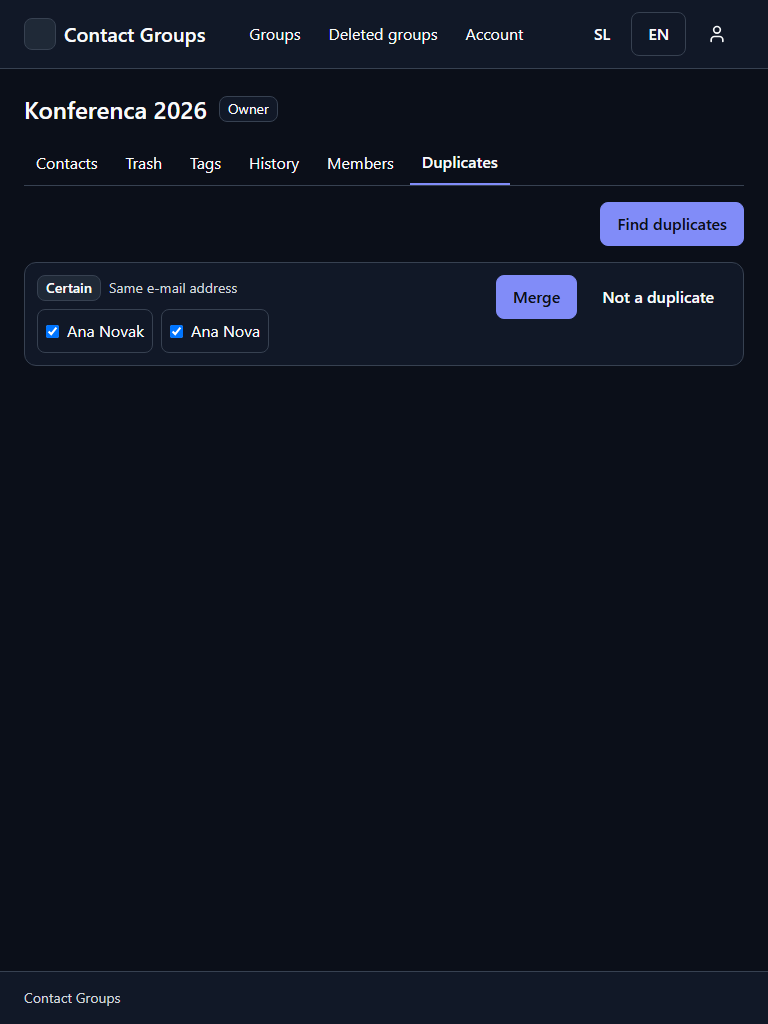 Contact Groups Groups Deleted groups Account SL EN
Konferenca 2026 Owner
Contacts Trash Tags History Members Duplicates
Find duplicates
Certain Same e-mail address Merge Not a duplicate
Ana Novak Ana Nova
Contact Groups